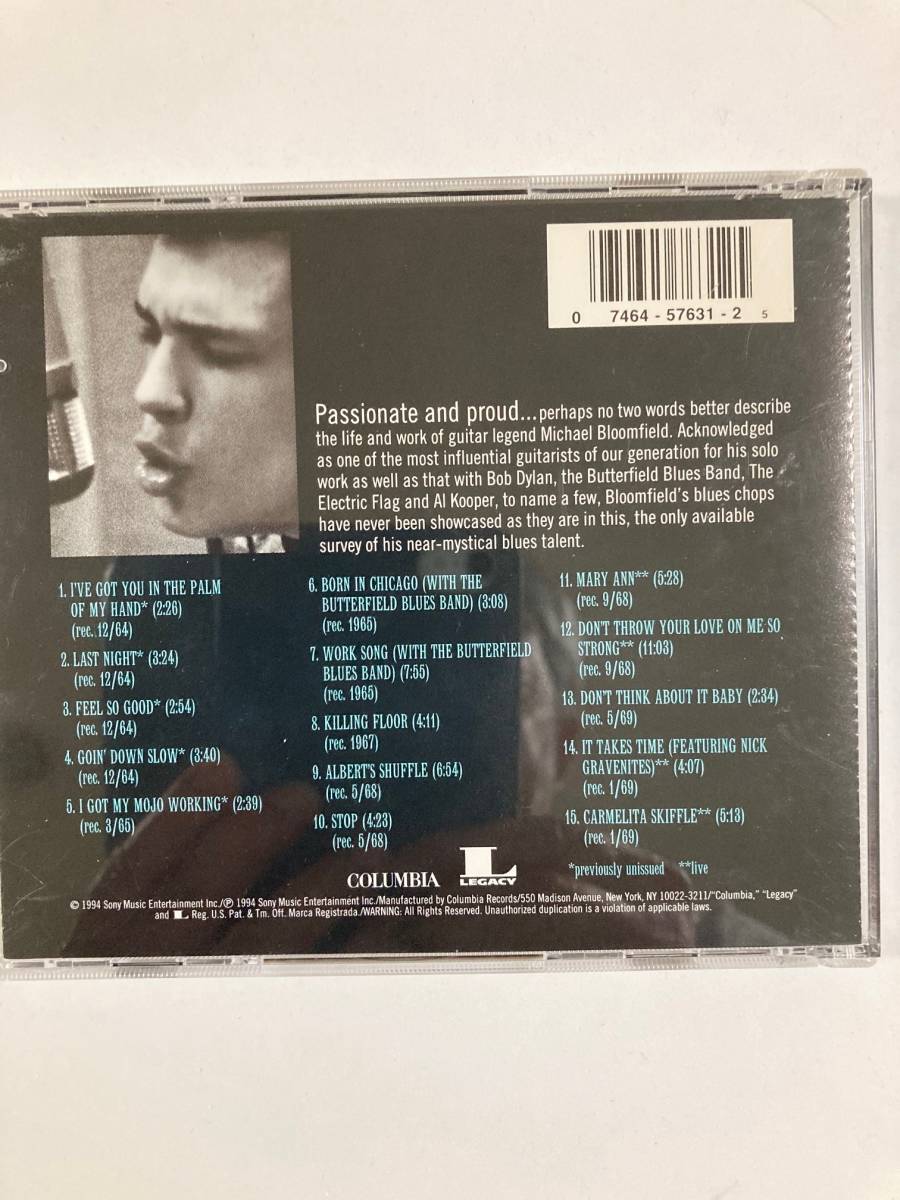 0 7464 - 57631 - 2 5
Passionate and proud...perhaps no two words better describe
the life and work of guitar legend Michael Bloomfield. Acknowledged
as one of the most influential guitarists of our generation for his solo
work as well as that with Bob Dylan, the Butterfield Blues Band, The
Electric Flag and Al Kooper, to name a few, Bloomfield's blues chops
have never been showcased as they are in this, the only available
survey of his near-mystical blues talent.
1. I'VE GOT YOU IN THE PALM
OF MY HAND* (2:26)
(rec. 12/64)
2. LAST NIGHT* (3:24)
(rec. 12/64)
3. FEEL SO GOOD* (2:54)
(rec. 12/64)
4. GOIN' DOWN SLOW* (3:40)
(rec. 12/64)
5. I GOT MY MOJO WORKING* (2:39)
(rec. 3/65)
6. BORN IN CHICAGO (WITH THE
BUTTERFIELD BLUES BAND) (3:08)
(rec. 1965)
7. WORK SONG (WITH THE BUTTERFIELD
BLUES BAND) (7:55)
(rec. 1965)
8. KILLING FLOOR (4:11)
(rec. 1967)
9. ALBERT'S SHUFFLE (6:54)
(rec. 5/68)
10. STOP (4:23)
(rec. 5/68)
11. MARY ANN** (5:28)
(rec. 9/68)
12. DON'T THROW YOUR LOVE ON ME SO
STRONG** (11:03)
(rec. 9/68)
13. DON'T THINK ABOUT IT BABY (2:34)
(rec. 5/69)
14. IT TAKES TIME (FEATURING NICK
GRAVENITES)** (4:07)
(rec. 1/69)
15. CARMELITA SKIFFLE** (5:13)
(rec. 1/69)
*previously unissued **live
COLUMBIA L LEGACY
© 1994 Sony Music Entertainment Inc./℗ 1994 Sony Music Entertainment Inc./Manufactured by Columbia Records/550 Madison Avenue, New York, NY 10022-3211/"Columbia," "Legacy"
and L Reg. U.S. Pat. & Tm. Off. Marca Registrada./WARNING: All Rights Reserved. Unauthorized duplication is a violation of applicable laws.